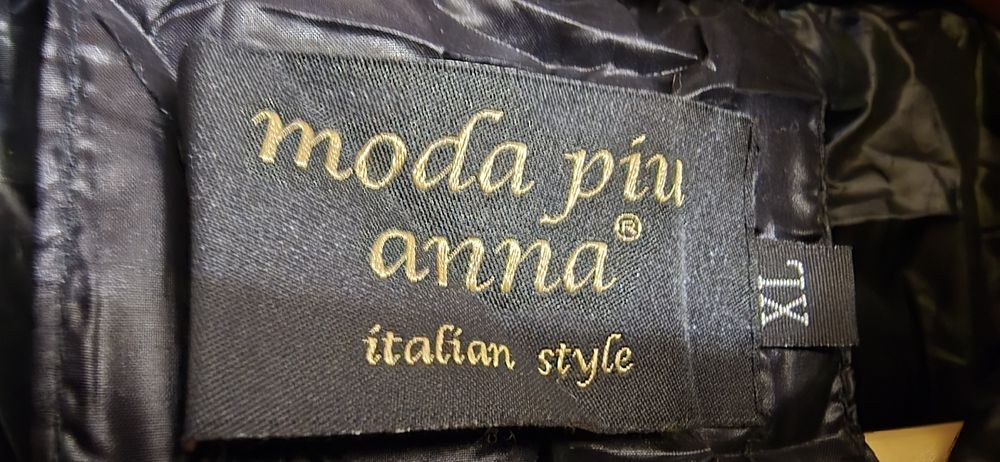 moda piu
anna®
italian style
XL